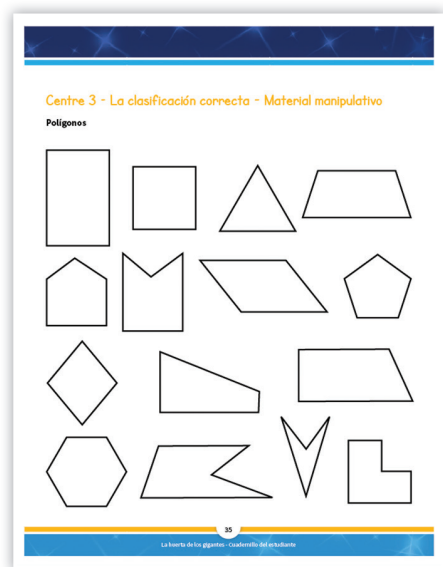 Centre 3 - La clasificación correcta - Material manipulativo
Polígonos
35
La huerta de los gigantes - Cuadernillo del estudiante